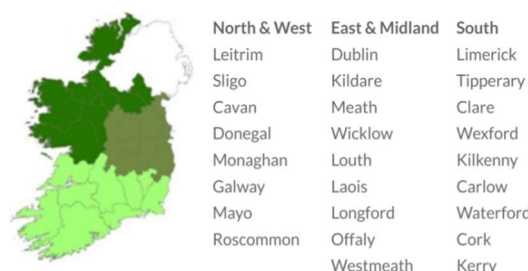 North & West East & Midland South
Leitrim Dublin Limerick
Sligo Kildare Tipperary
Cavan Meath Clare
Donegal Wicklow Wexford
Monaghan Louth Kilkenny
Galway Laois Carlow
Mayo Longford Waterford
Roscommon Offaly Cork
Westmeath Kerry